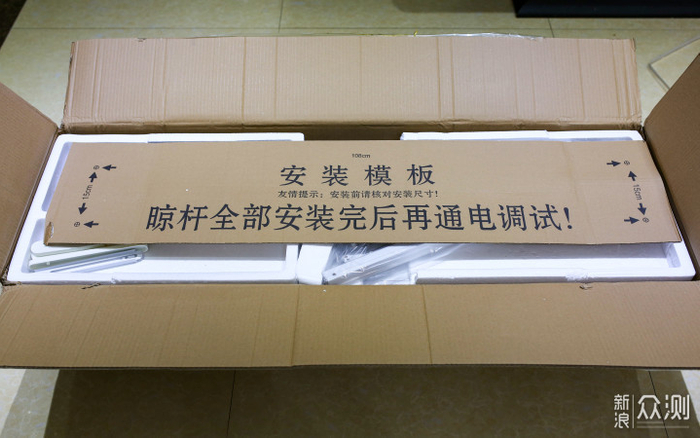 108cm
安装模板
友情提示：安装前请核对安装尺寸！
晾杆全部安装完后再通电调试！
15cm
15cm
新浪
众测